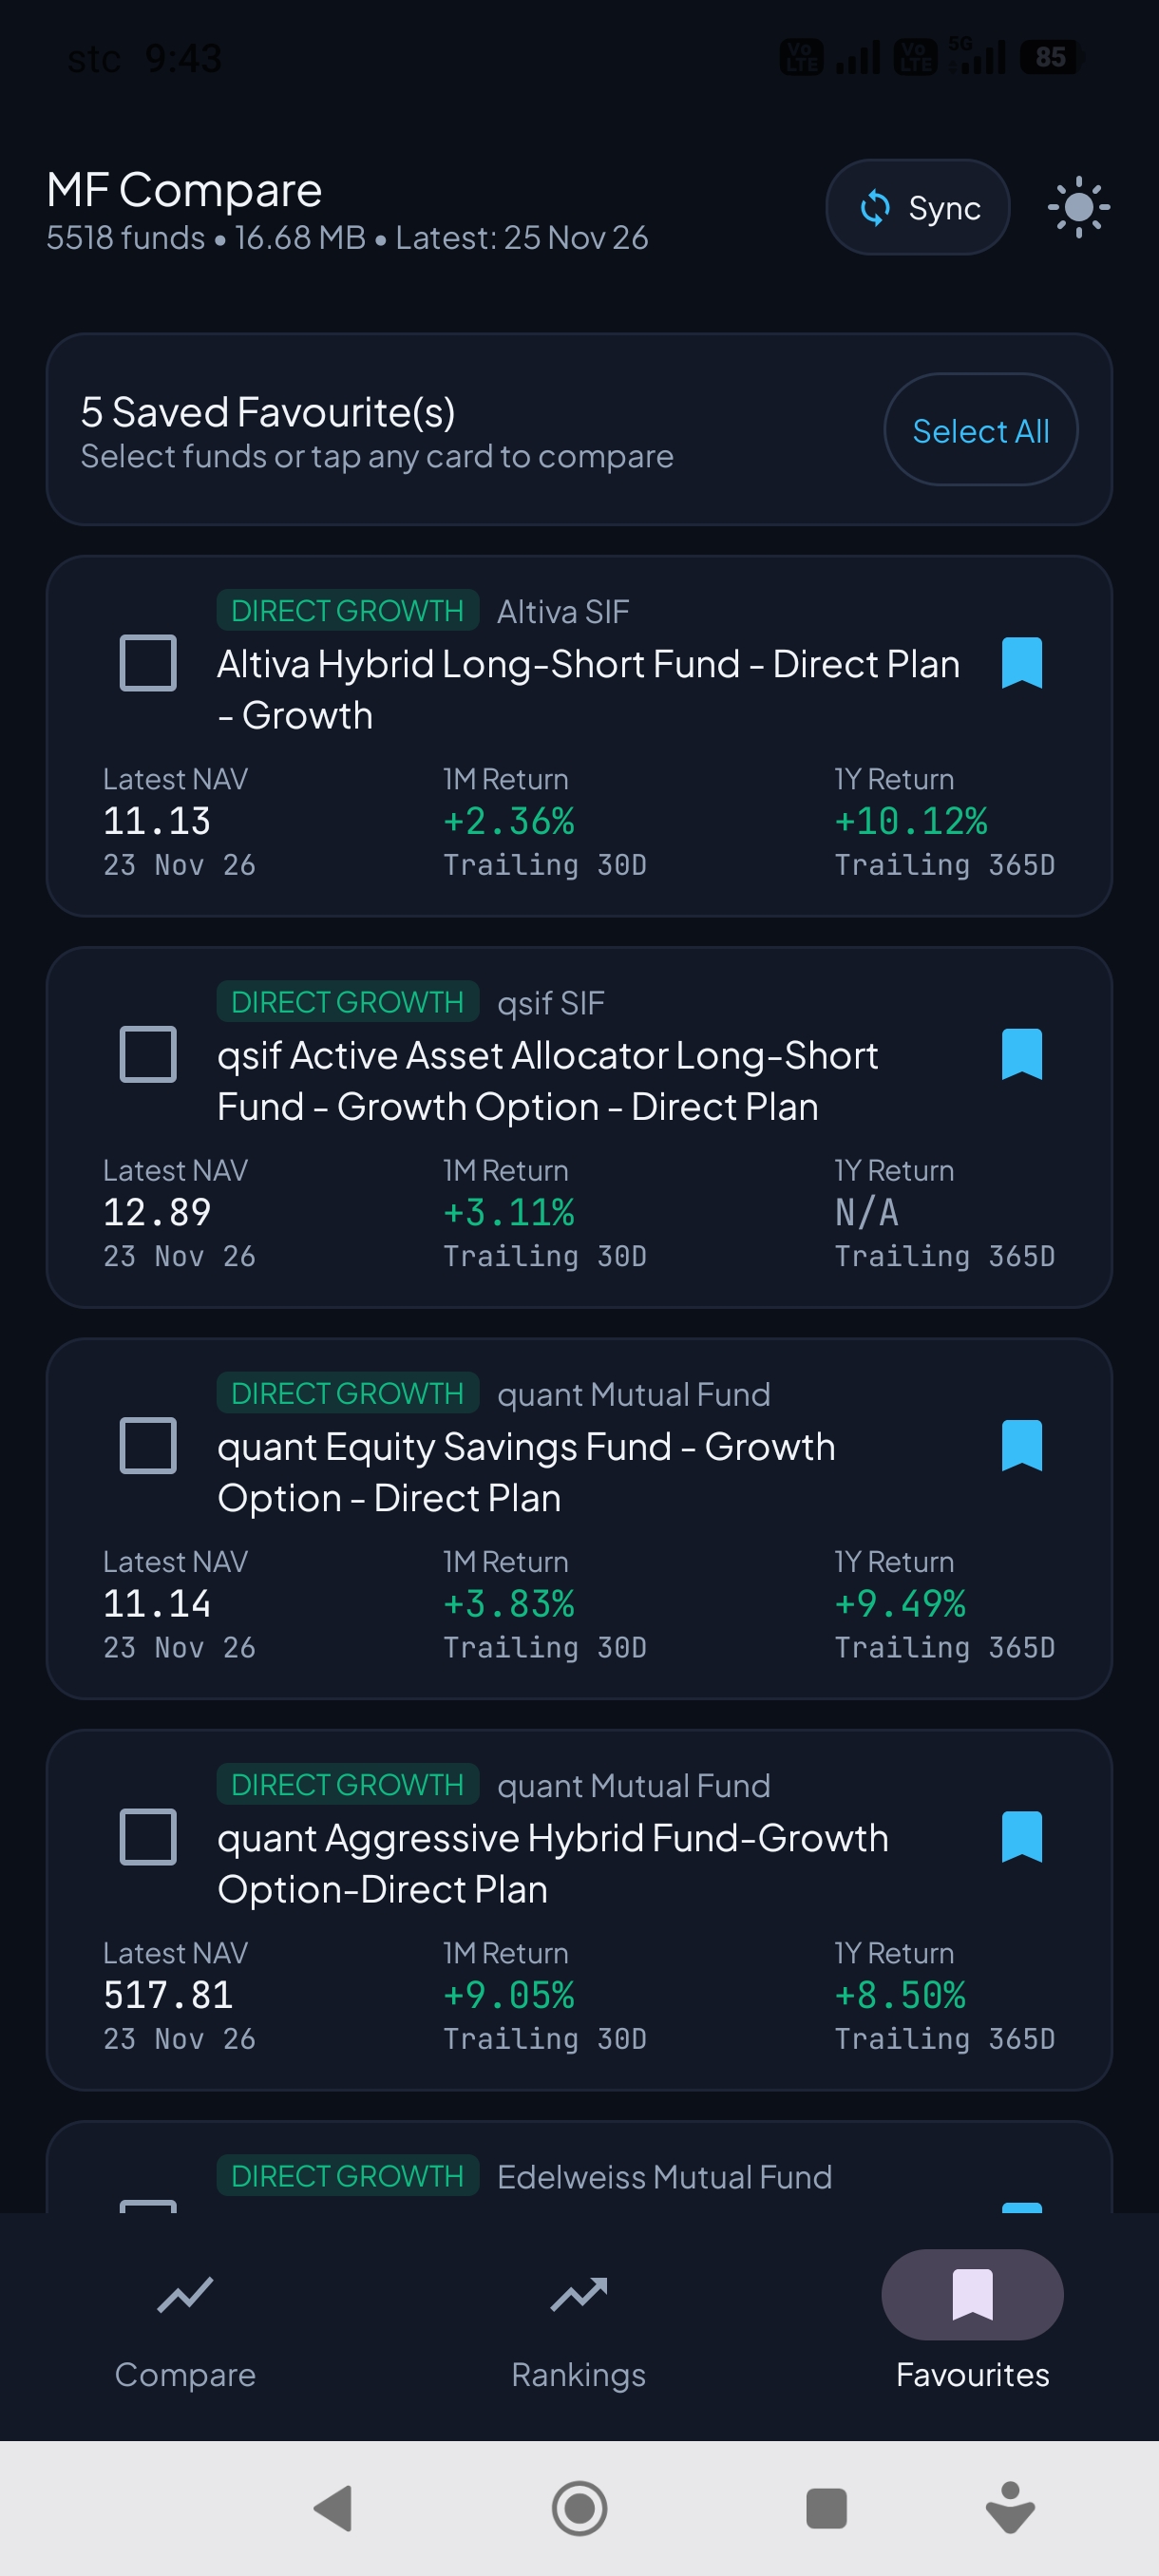 stc 9:43
Vo LTE Vo LTE 5G 85
MF Compare
5518 funds • 16.68 MB • Latest: 25 Nov 26
Sync
5 Saved Favourite(s)
Select funds or tap any card to compare
Select All
DIRECT GROWTH Altiva SIF
Altiva Hybrid Long-Short Fund - Direct Plan
- Growth
Latest NAV 1M Return 1Y Return
11.13 +2.36% +10.12%
23 Nov 26 Trailing 30D Trailing 365D
DIRECT GROWTH qsif SIF
qsif Active Asset Allocator Long-Short
Fund - Growth Option - Direct Plan
Latest NAV 1M Return 1Y Return
12.89 +3.11% N/A
23 Nov 26 Trailing 30D Trailing 365D
DIRECT GROWTH quant Mutual Fund
quant Equity Savings Fund - Growth
Option - Direct Plan
Latest NAV 1M Return 1Y Return
11.14 +3.83% +9.49%
23 Nov 26 Trailing 30D Trailing 365D
DIRECT GROWTH quant Mutual Fund
quant Aggressive Hybrid Fund-Growth
Option-Direct Plan
Latest NAV 1M Return 1Y Return
517.81 +9.05% +8.50%
23 Nov 26 Trailing 30D Trailing 365D
DIRECT GROWTH Edelweiss Mutual Fund
Compare Rankings Favourites